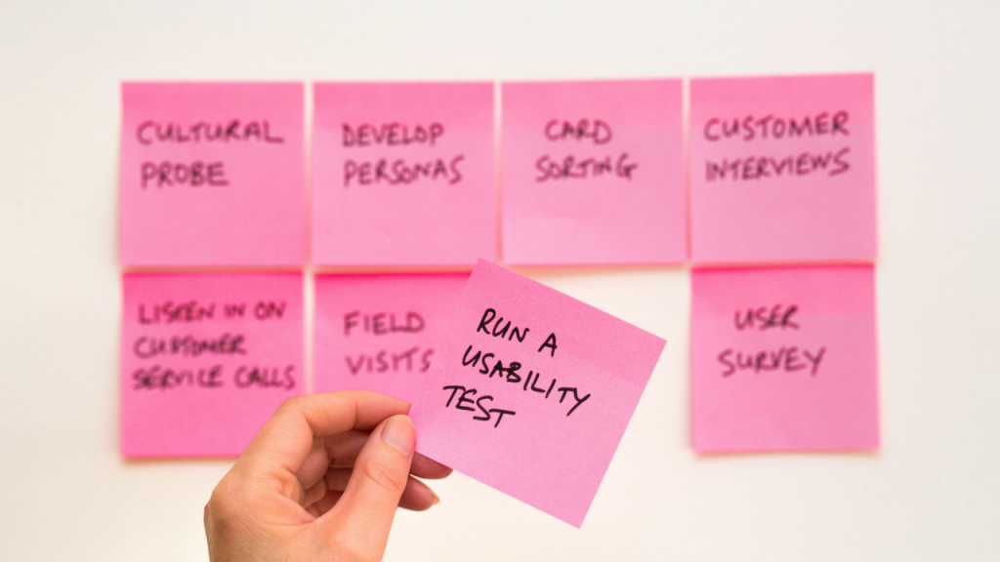 CULTURAL
PROBE
DEVELOP
PERSONAS
CARD
SORTING
CUSTOMER
INTERVIEWS
LISTEN IN ON
CUSTOMER
SERVICE CALLS
FIELD
VISITS
RUN A
USABILITY
TEST
USER
SURVEY